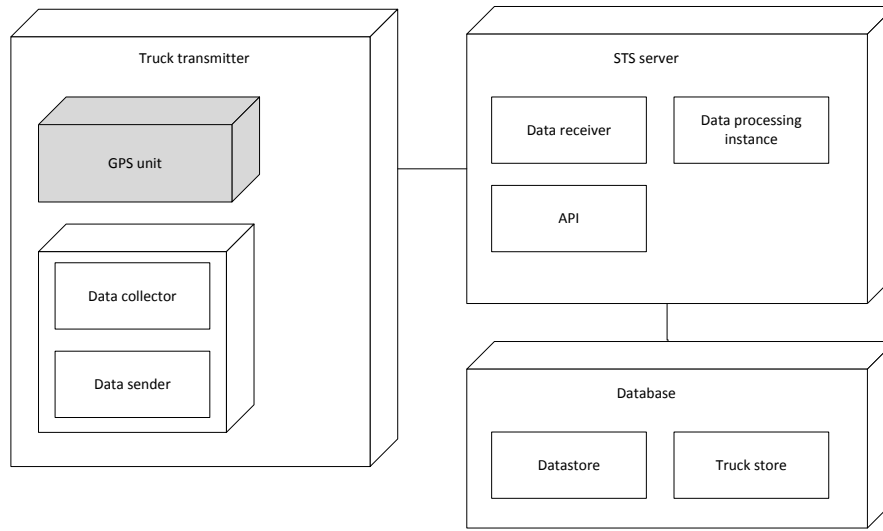 Truck transmitter
GPS unit
Data collector
Data sender
STS server
Data receiver
Data processing
instance
API
Database
Datastore
Truck store